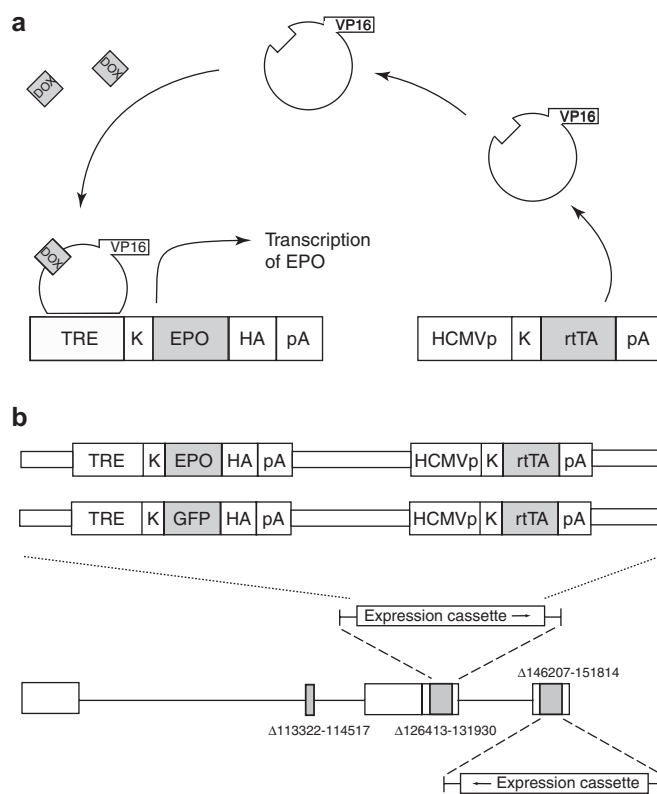 a
VP16
DOX
DOX
VP16
DOX
VP16
Transcription
of EPO
TRE K EPO HA pA
HCMVp K rtTA pA
b
TRE K EPO HA pA HCMVp K rtTA pA
TRE K GFP HA pA HCMVp K rtTA pA
Expression cassette →
Δ146207-151814
Δ113322-114517 Δ126413-131930
← Expression cassette